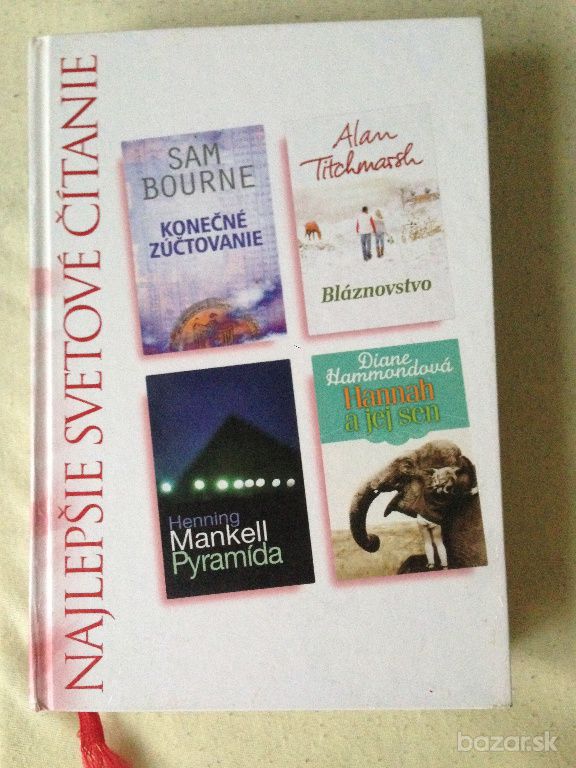 NAJLEPŠIE SVETOVÉ ČÍTANIE
SAM
BOURNE
KONEČNÉ
ZÚČTOVANIE
Alan
Titchmarsh
Bláznovstvo
Henning
Mankell
Pyramída
Diane
Hammondová
Hannah
a jej sen
bazar.sk